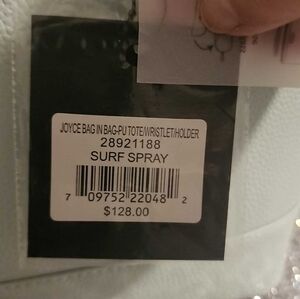 JOYCE BAG IN BAG-PU TOTE/WRISTLET/HOLDER
28921188
SURF SPRAY
7 09752 22048 2
$128.00